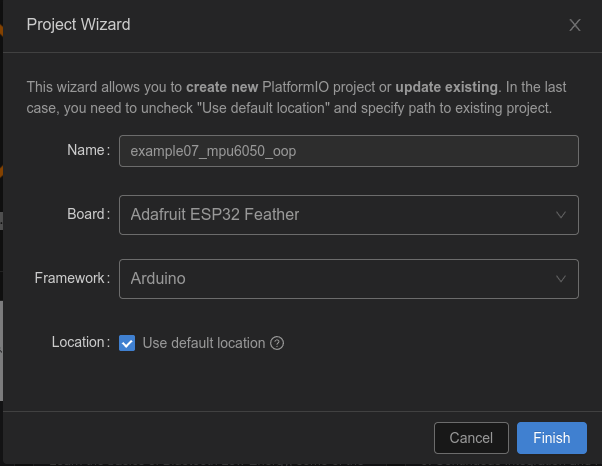 Project Wizard
This wizard allows you to create new PlatformIO project or update existing. In the last
case, you need to uncheck "Use default location" and specify path to existing project.
Name: example07_mpu6050_oop
Board: Adafruit ESP32 Feather
Framework: Arduino
Location: Use default location
Cancel Finish